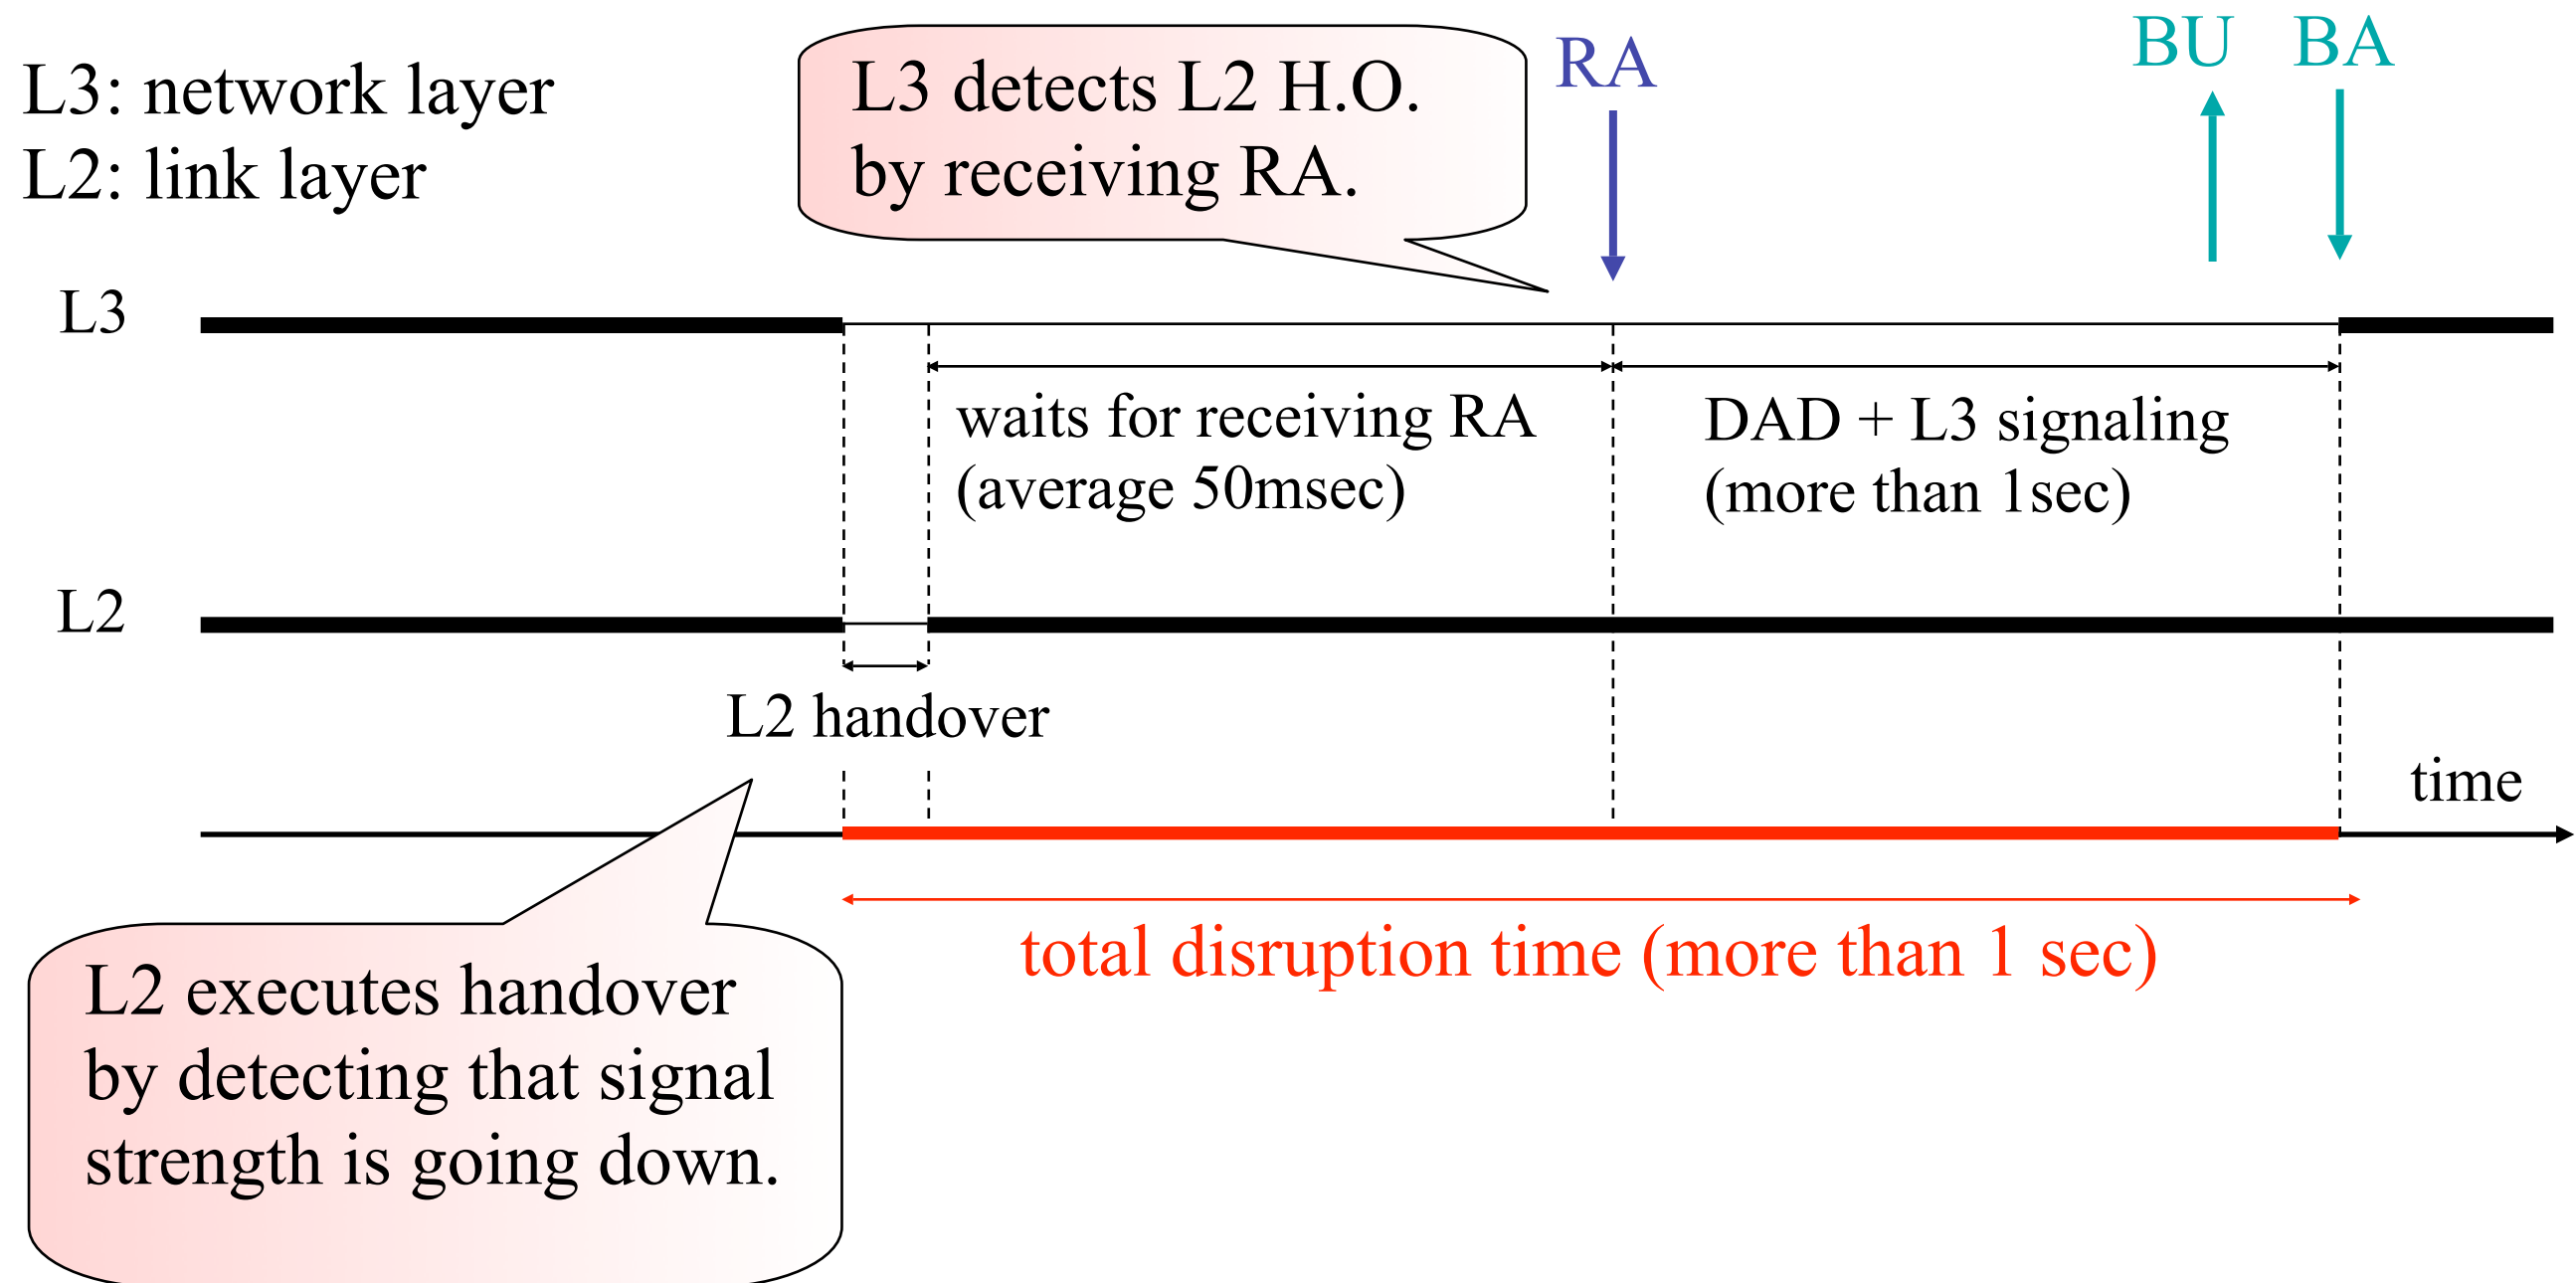 L3: network layer
L2: link layer
L3 detects L2 H.O.
by receiving RA.
RA
BU
BA
L3
waits for receiving RA
(average 50msec)
DAD + L3 signaling
(more than 1sec)
L2
L2 handover
time
total disruption time (more than 1 sec)
L2 executes handover
by detecting that signal
strength is going down.